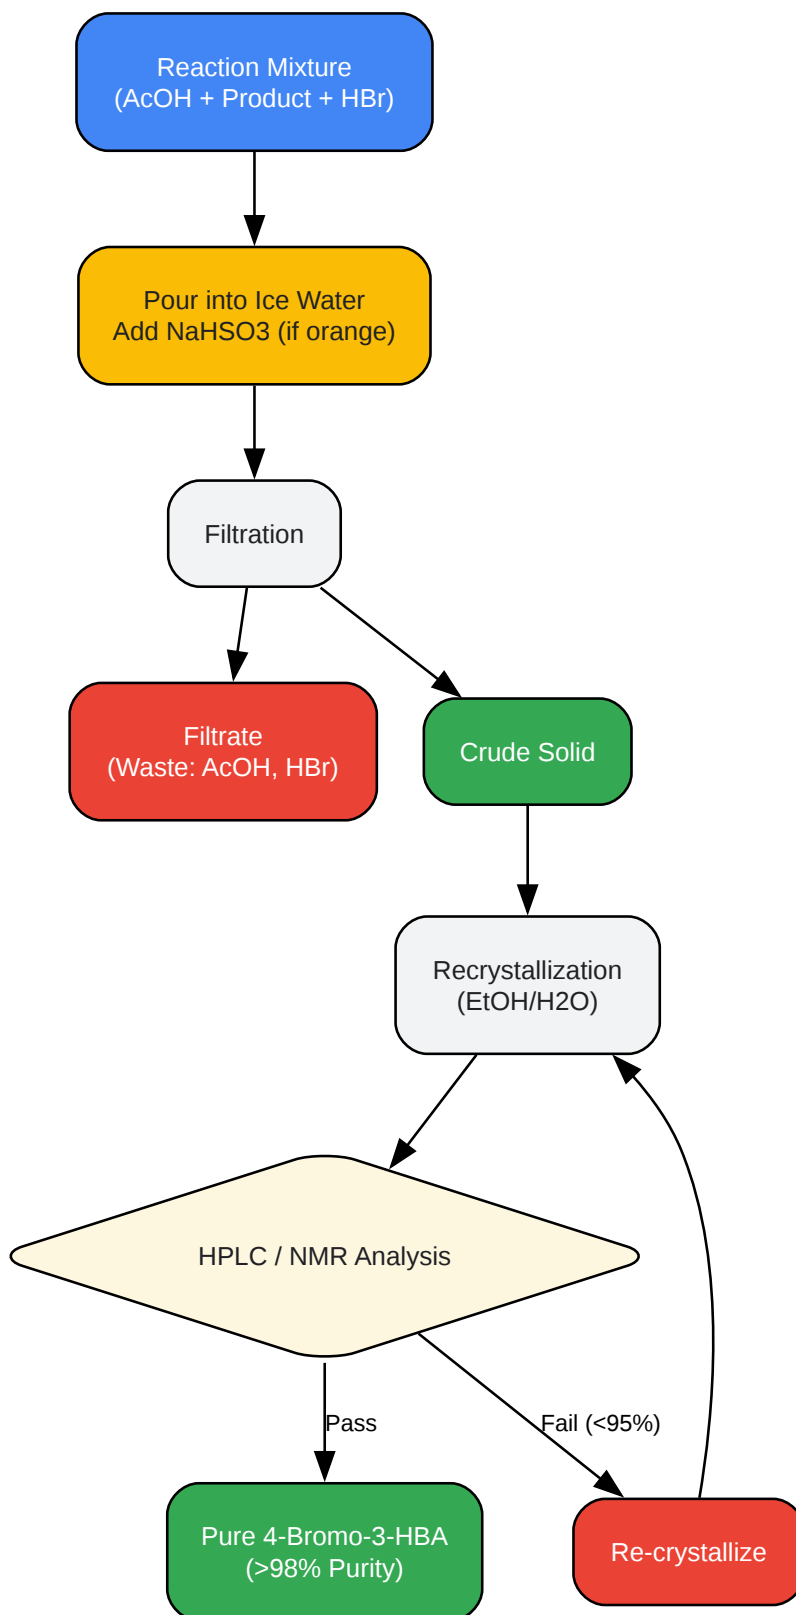 Reaction Mixture
(AcOH + Product + HBr)
Pour into Ice Water
Add NaHSO3 (if orange)
Filtration
Filtrate
(Waste: AcOH, HBr)
Crude Solid
Recrystallization
(EtOH/H2O)
HPLC / NMR Analysis
Pass
Fail (<95%)
Pure 4-Bromo-3-HBA
(>98% Purity)
Re-crystallize